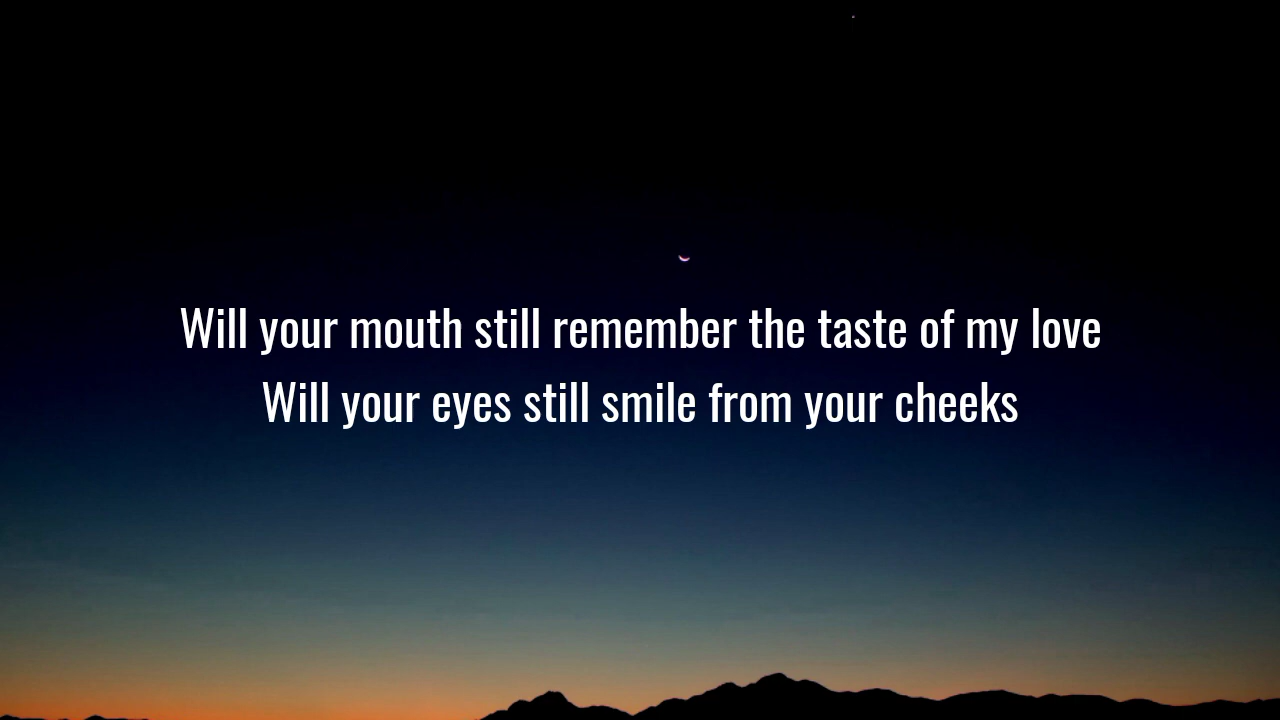 Will your mouth still remember the taste of my love
Will your eyes still smile from your cheeks